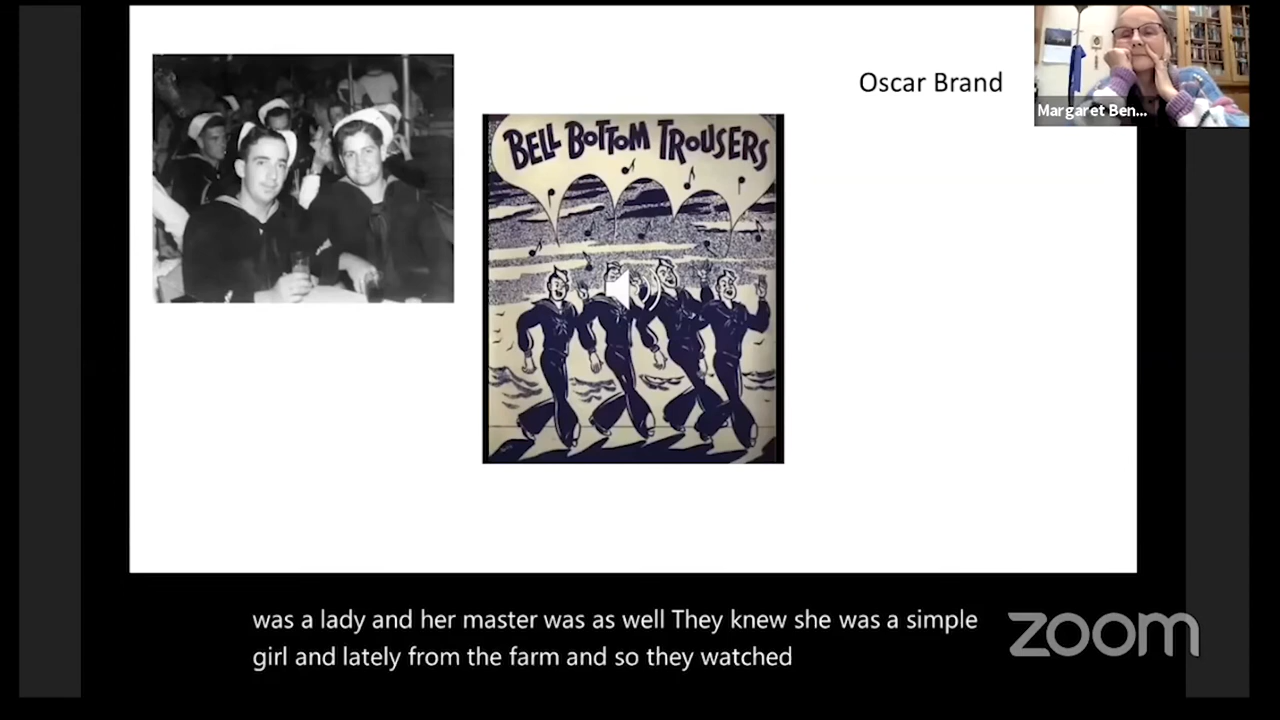 Oscar Brand
Margaret Ben...
BELL BOTTOM TROUSERS
was a lady and her master was as well They knew she was a simple
girl and lately from the farm and so they watched
zoom